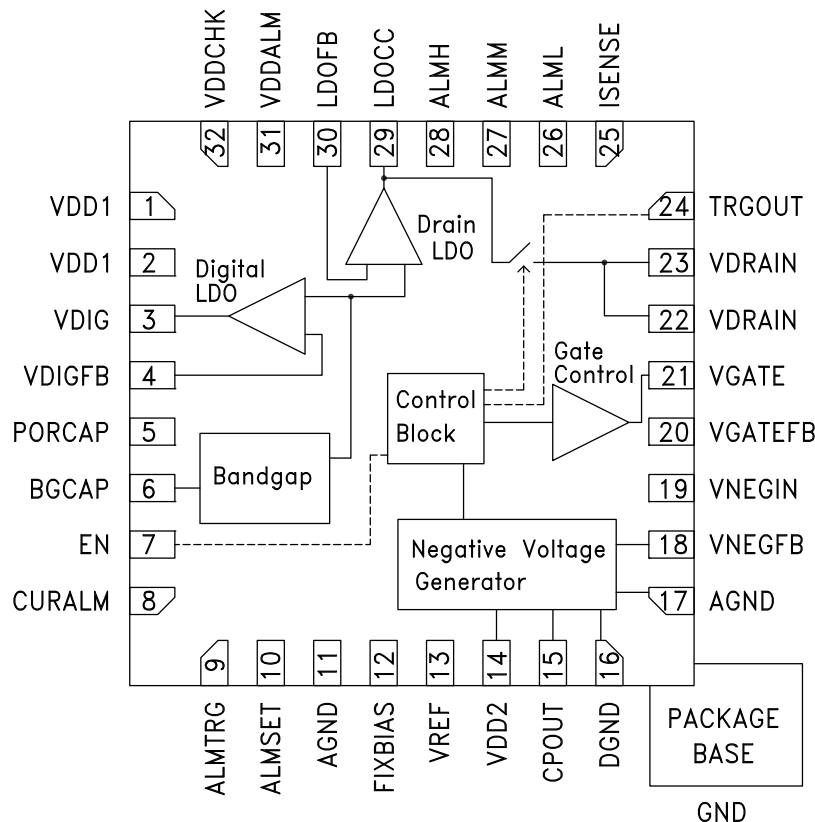 VDDCHK
VDDALM
LDOFB
LDOCC
ALMH
ALMM
ALML
ISENSE
32
31
30
29
28
27
26
25
VDD1 1
VDD1 2
VDIG 3
VDIGFB 4
PORCAP 5
BGCAP 6
EN 7
CURALM 8
Drain
LDO
Digital
LDO
Gate
Control
Control
Block
Bandgap
Negative Voltage
Generator
24 TRGOUT
23 VDRAIN
22 VDRAIN
21 VGATE
20 VGATEFB
19 VNEGIN
18 VNEGFB
17 AGND
9
10
11
12
13
14
15
16
ALMTRG
ALMSET
AGND
FIXBIAS
VREF
VDD2
CPOUT
DGND
PACKAGE
BASE
GND